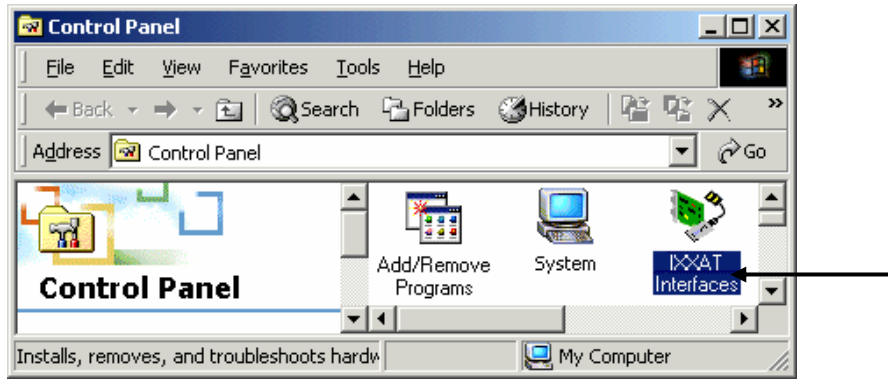 Control Panel
File Edit View Favorites Tools Help
Back Search Folders History »
Address Control Panel Go
Control Panel
Add/Remove
Programs
System
IXXAT
Interfaces
Installs, removes, and troubleshoots hardw My Computer